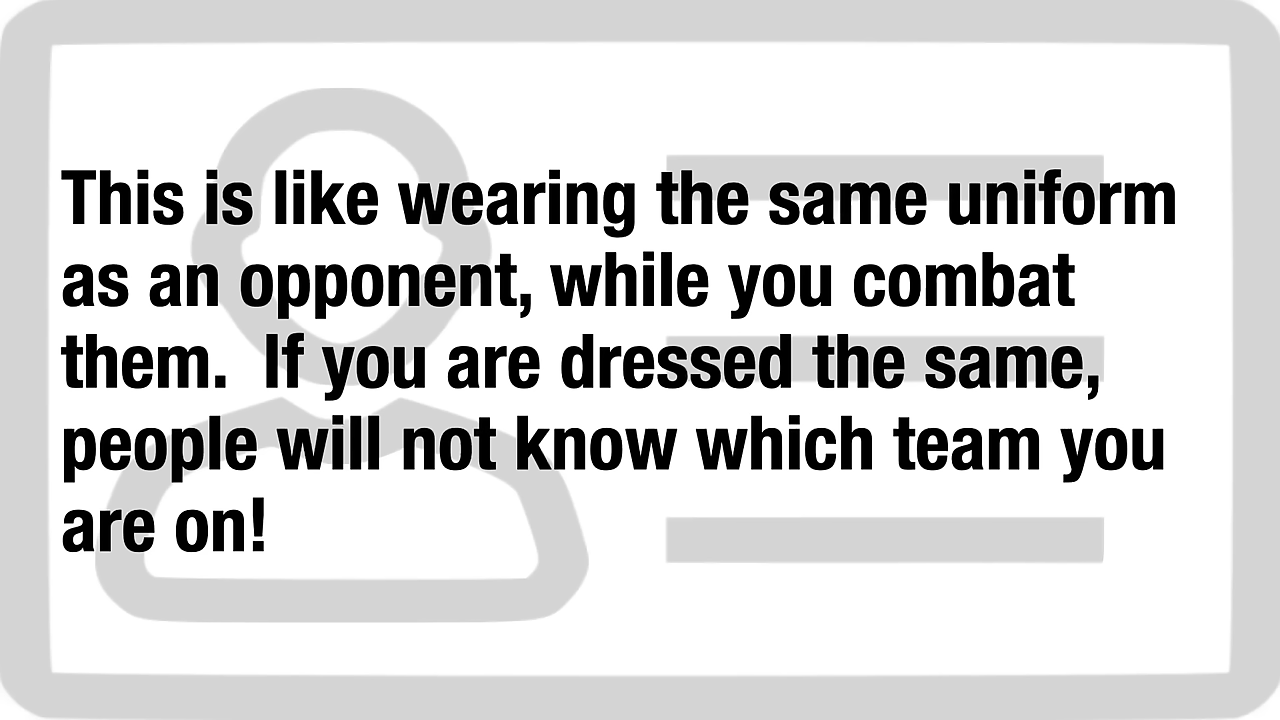 This is like wearing the same uniform
as an opponent, while you combat
them.  If you are dressed the same,
people will not know which team you
are on!